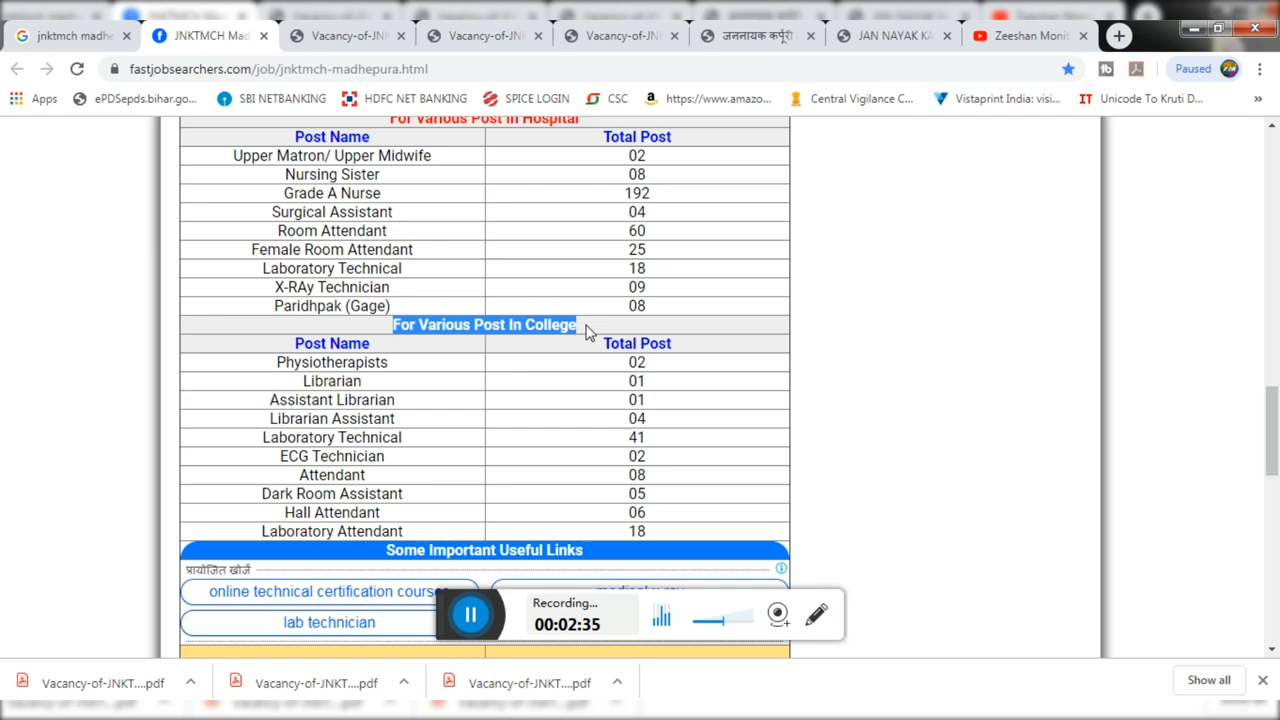 jnktmch madhe
JNKTMCH Mad
Vacancy-of-JN
Vacancy-of-JN
Vacancy-of-JN
जननायक कर्पूरी
JAN NAYAK KA
Zeeshan Monit
fastjobsearchers.com/job/jnktmch-madhepura.html
Paused
Apps
ePDSepds.bihar.go...
SBI NETBANKING
HDFC NET BANKING
SPICE LOGIN
CSC
https://www.amazo...
Central Vigilance C...
Vistaprint India: visi...
IT Unicode To Kruti D...
For Various Post In Hospital
Post Name Total Post
Upper Matron/ Upper Midwife 02
Nursing Sister 08
Grade A Nurse 192
Surgical Assistant 04
Room Attendant 60
Female Room Attendant 25
Laboratory Technical 18
X-RAy Technician 09
Paridhpak (Gage) 08
For Various Post In College
Post Name Total Post
Physiotherapists 02
Librarian 01
Assistant Librarian 01
Librarian Assistant 04
Laboratory Technical 41
ECG Technician 02
Attendant 08
Dark Room Assistant 05
Hall Attendant 06
Laboratory Attendant 18
Some Important Useful Links
प्रायोजित खोजें
online technical certification course
lab technician
Recording...
00:02:35
Vacancy-of-JNKT....pdf
Vacancy-of-JNKT....pdf
Vacancy-of-JNKT....pdf
Show all